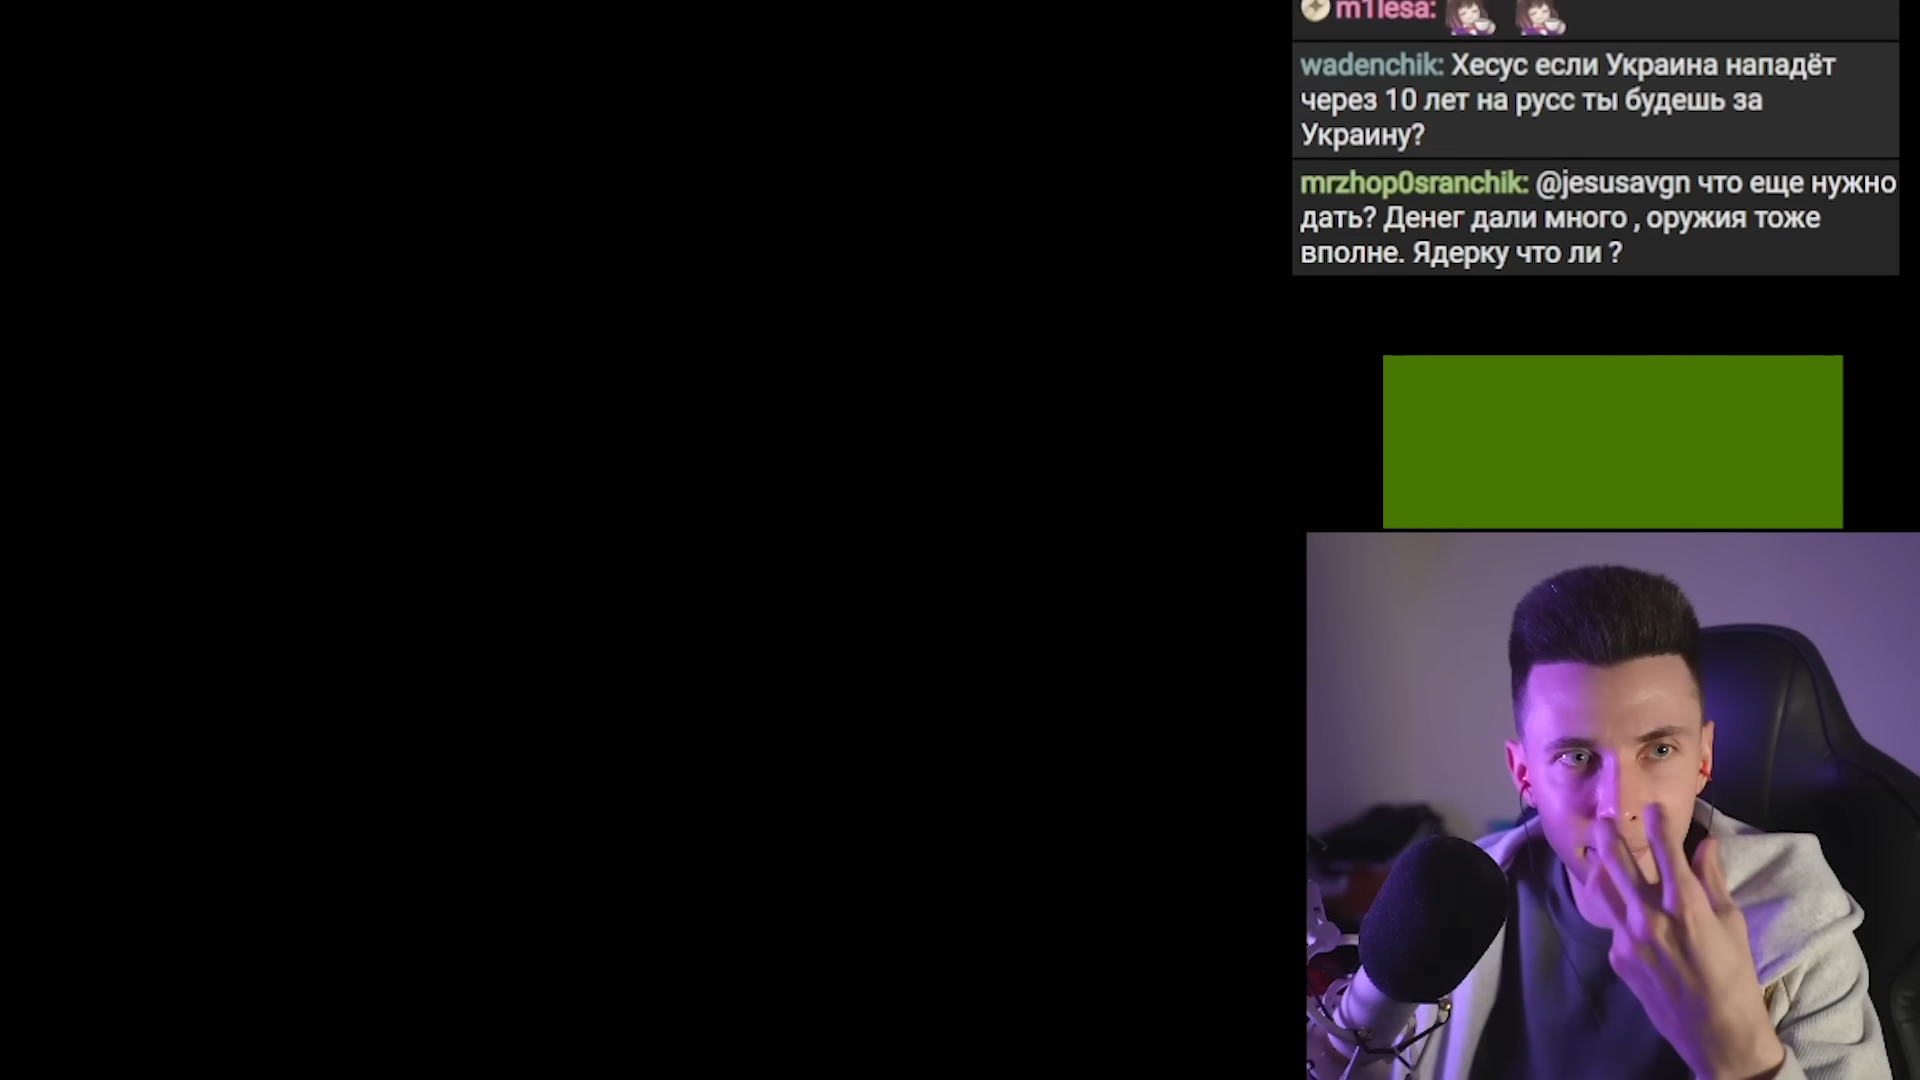 m1lesa:
wadenchik: Хесус если Украина нападёт
через 10 лет на русс ты будешь за
Украину?
mrzhop0sranchik: @jesusavgn что еще нужно
дать? Денег дали много , оружия тоже
вполне. Ядерку что ли ?